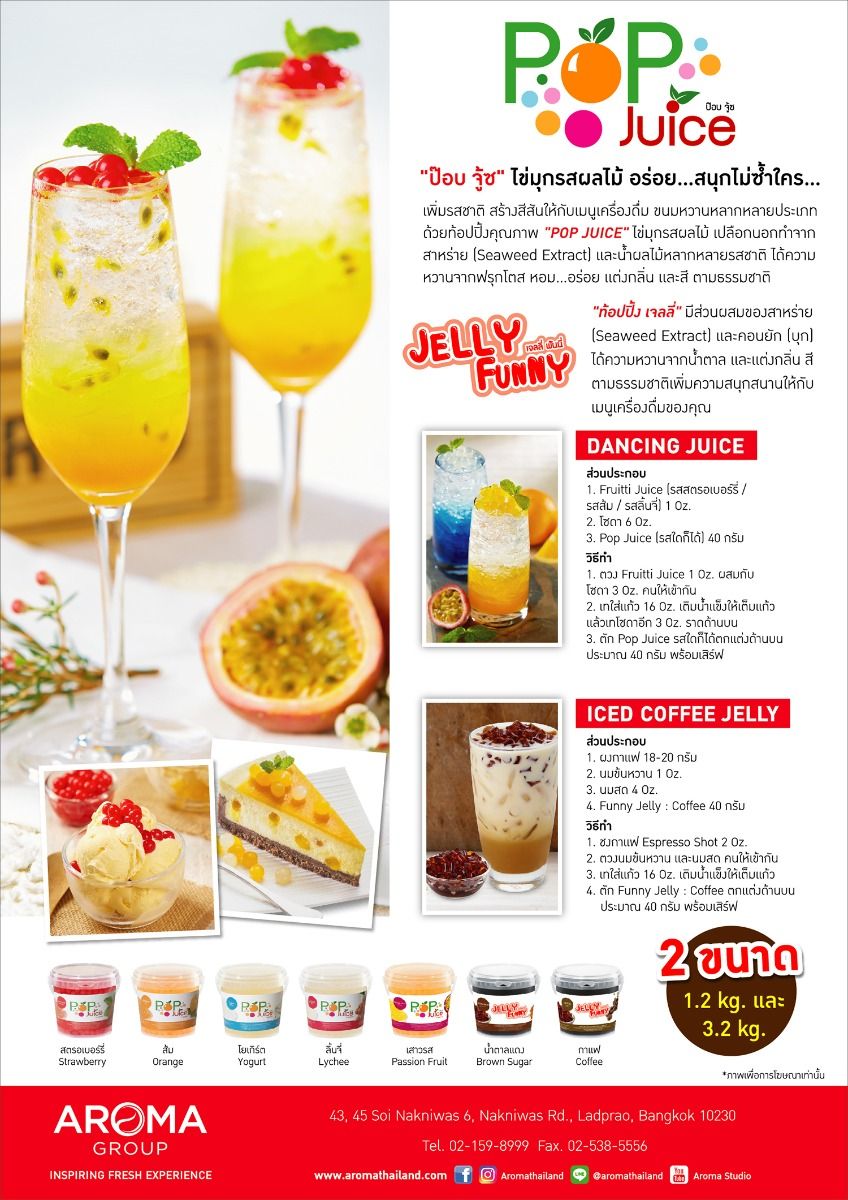 POP
ป๊อบ จู้ซ
Juice
"ป๊อบ จู้ซ" ไข่มุกรสผลไม้ อร่อย...สนุกไม่ซ้ำใคร...
เพิ่มรสชาติ สร้างสีสันให้กับเมนูเครื่องดื่ม ขนมหวานหลากหลายประเภท
ด้วยท้อปปิ้งคุณภาพ "POP JUICE" ไข่มุกรสผลไม้ เปลือกนอกทำจาก
สาหร่าย (Seaweed Extract) และน้ำผลไม้หลากหลายรสชาติ ได้ความ
หวานจากฟรุกโตส หอม...อร่อย แต่งกลิ่น และสี ตามธรรมชาติ
JELLY
เจลลี่ ฟันนี่
FUNNY
"ท้อปปิ้ง เจลลี่" มีส่วนผสมของสาหร่าย
(Seaweed Extract) และคอนยัก (บุก)
ได้ความหวานจากน้ำตาล และแต่งกลิ่น สี
ตามธรรมชาติเพิ่มความสนุกสนานให้กับ
เมนูเครื่องดื่มของคุณ
DANCING JUICE
ส่วนประกอบ
1. Fruitti Juice (รสสตรอเบอร์รี่ /
รสส้ม / รสลิ้นจี่) 1 Oz.
2. โซดา 6 Oz.
3. Pop Juice (รสใดก็ได้) 40 กรัม
วิธีทำ
1. ตวง Fruitti Juice 1 Oz. ผสมกับ
โซดา 3 Oz. คนให้เข้ากัน
2. เทใส่แก้ว 16 Oz. เติมน้ำแข็งให้เต็มแก้ว
แล้วเทโซดาอีก 3 Oz. ราดด้านบน
3. ตัก Pop Juice รสใดก็ได้ตกแต่งด้านบน
ประมาณ 40 กรัม พร้อมเสิร์ฟ
ICED COFFEE JELLY
ส่วนประกอบ
1. ผงกาแฟ 18-20 กรัม
2. นมข้นหวาน 1 Oz.
3. นมสด 4 Oz.
4. Funny Jelly : Coffee 40 กรัม
วิธีทำ
1. ชงกาแฟ Espresso Shot 2 Oz.
2. ตวงนมข้นหวาน และนมสด คนให้เข้ากัน
3. เทใส่แก้ว 16 Oz. เติมน้ำแข็งให้เต็มแก้ว
4. ตัก Funny Jelly : Coffee ตกแต่งด้านบน
ประมาณ 40 กรัม พร้อมเสิร์ฟ
2 ขนาด
1.2 kg. และ
3.2 kg.
POP Juice
POP Juice
POP Juice
POP Juice
POP Juice
JELLY FUNNY
JELLY FUNNY
สตรอเบอร์รี่
Strawberry
ส้ม
Orange
โยเกิร์ต
Yogurt
ลิ้นจี่
Lychee
เสาวรส
Passion Fruit
น้ำตาลแดง
Brown Sugar
กาแฟ
Coffee
*ภาพเพื่อการโฆษณาเท่านั้น
AROMA
GROUP
INSPIRING FRESH EXPERIENCE
43, 45 Soi Nakniwas 6, Nakniwas Rd., Ladprao, Bangkok 10230
Tel. 02-159-8999 Fax. 02-538-5556
www.aromathailand.com Aromathailand @aromathailand Aroma Studio